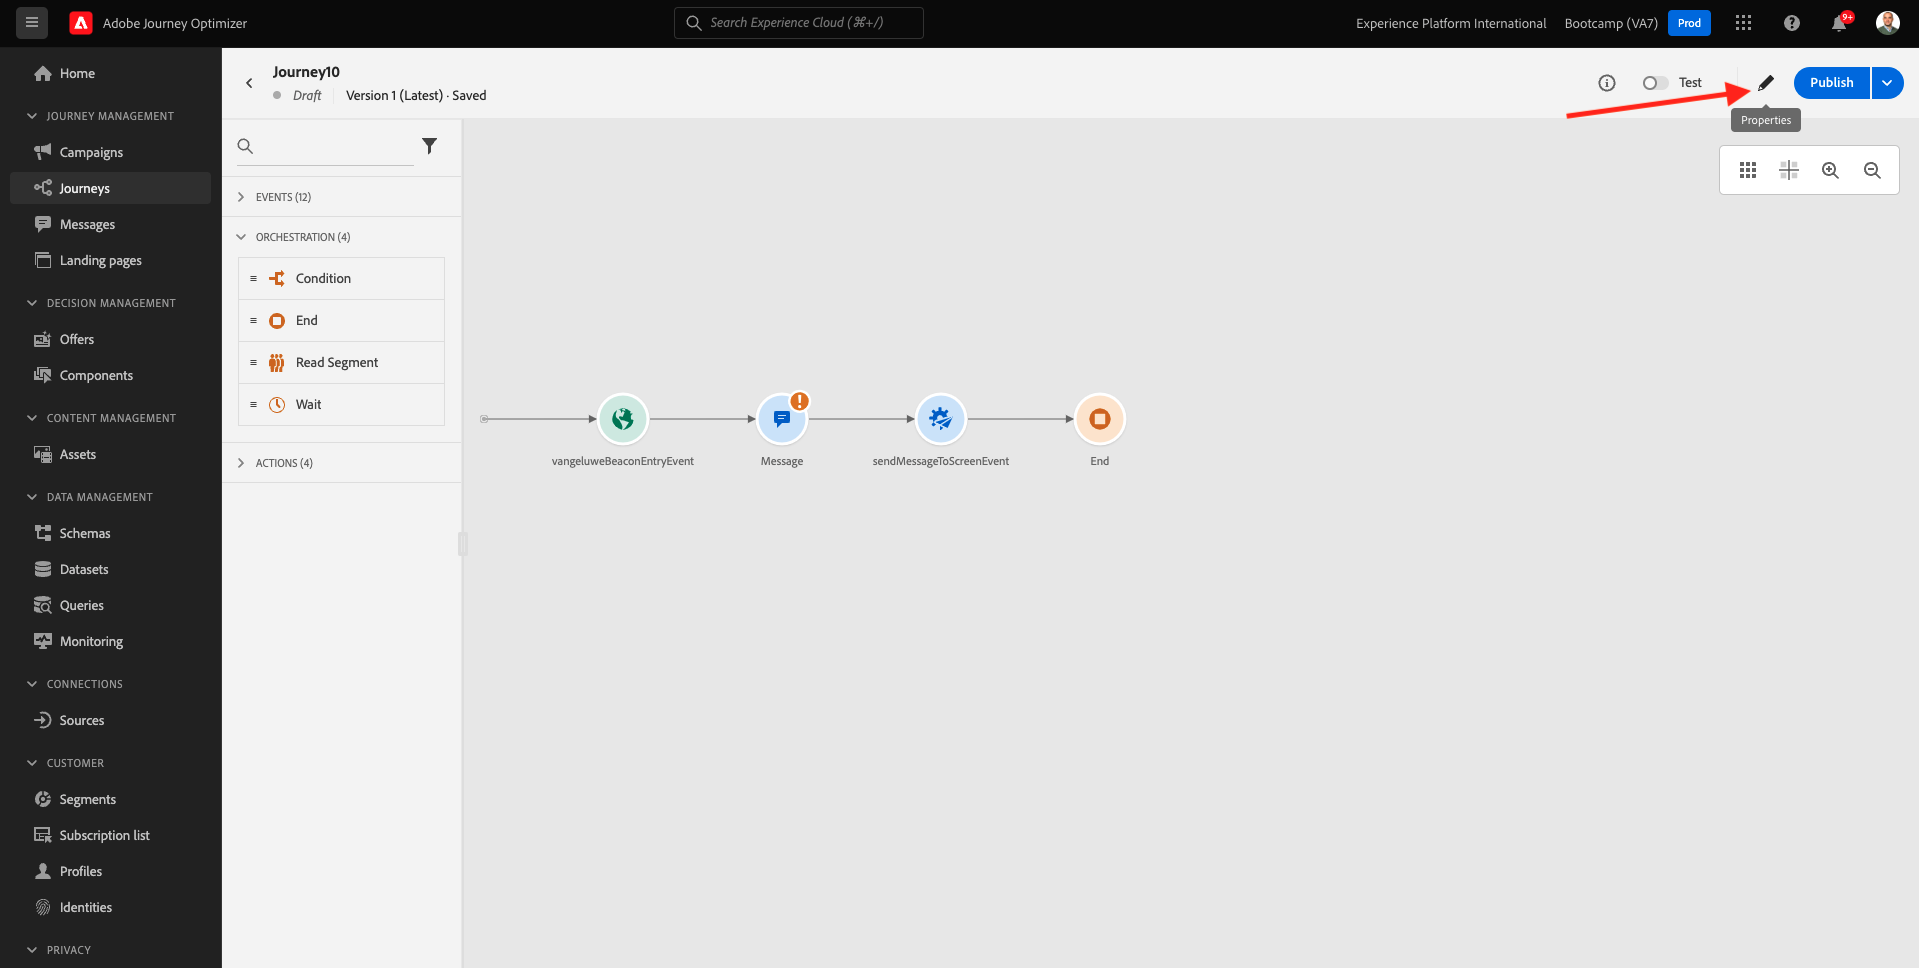 Adobe Journey Optimizer
Search Experience Cloud (⌘+/)
Experience Platform International
Bootcamp (VA7)
Prod
9+
Home
JOURNEY MANAGEMENT
Campaigns
Journeys
Messages
Landing pages
DECISION MANAGEMENT
Offers
Components
CONTENT MANAGEMENT
Assets
DATA MANAGEMENT
Schemas
Datasets
Queries
Monitoring
CONNECTIONS
Sources
CUSTOMER
Segments
Subscription list
Profiles
Identities
PRIVACY
Journey10
Draft
Version 1 (Latest) · Saved
Test
Publish
Properties
EVENTS (12)
ORCHESTRATION (4)
Condition
End
Read Segment
Wait
ACTIONS (4)
vangeluweBeaconEntryEvent
Message
sendMessageToScreenEvent
End